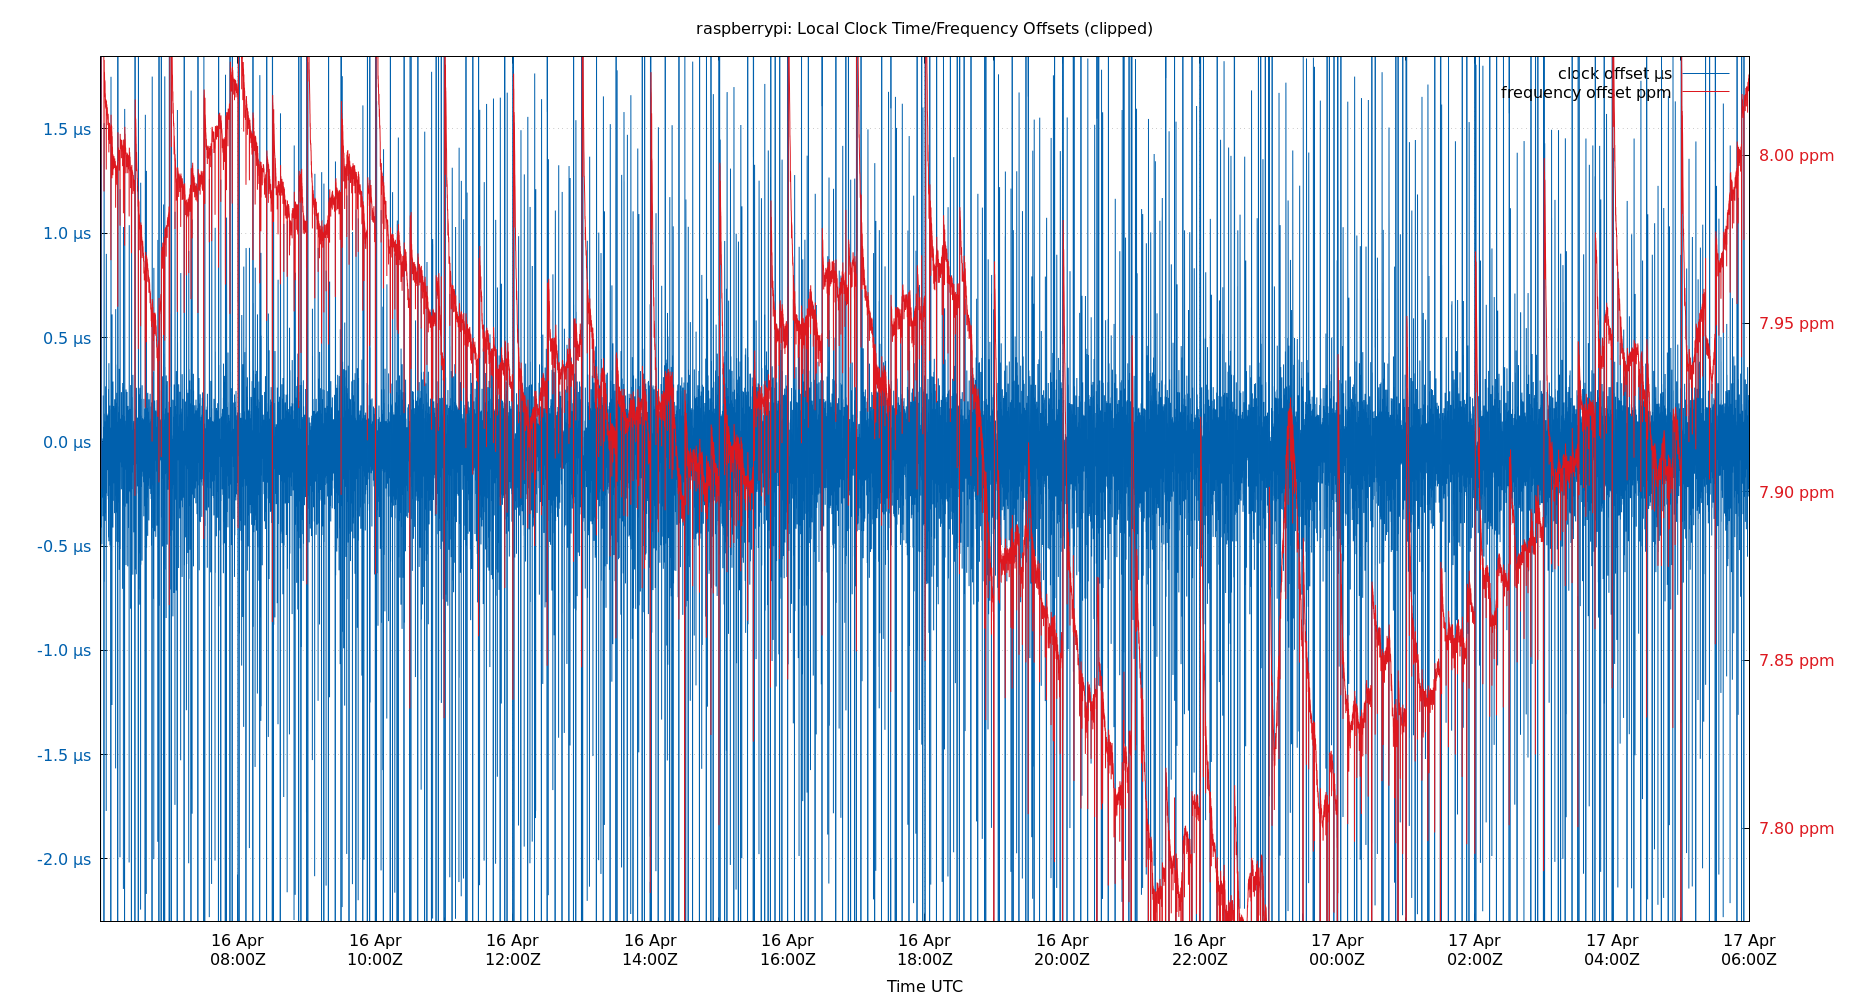 raspberrypi: Local Clock Time/Frequency Offsets (clipped)
clock offset µs
frequency offset ppm
1.5 µs
1.0 µs
0.5 µs
0.0 µs
-0.5 µs
-1.0 µs
-1.5 µs
-2.0 µs
8.00 ppm
7.95 ppm
7.90 ppm
7.85 ppm
7.80 ppm
16 Apr
08:00Z
16 Apr
10:00Z
16 Apr
12:00Z
16 Apr
14:00Z
16 Apr
16:00Z
16 Apr
18:00Z
16 Apr
20:00Z
16 Apr
22:00Z
17 Apr
00:00Z
17 Apr
02:00Z
17 Apr
04:00Z
17 Apr
06:00Z
Time UTC